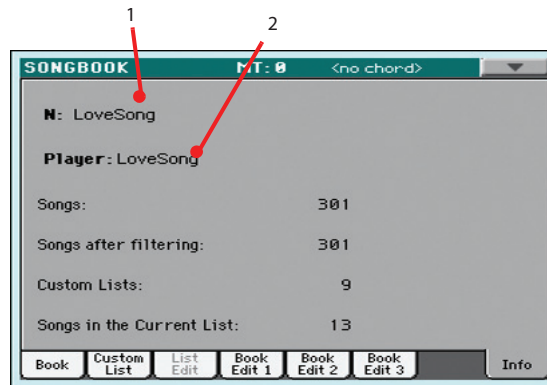 1
2
SONGBOOK MT: 0 <no chord>
N: LoveSong
Player: LoveSong
Songs: 301
Songs after filtering: 301
Custom Lists: 9
Songs in the Current List: 13
Book Custom List List Edit Book Edit 1 Book Edit 2 Book Edit 3 Info